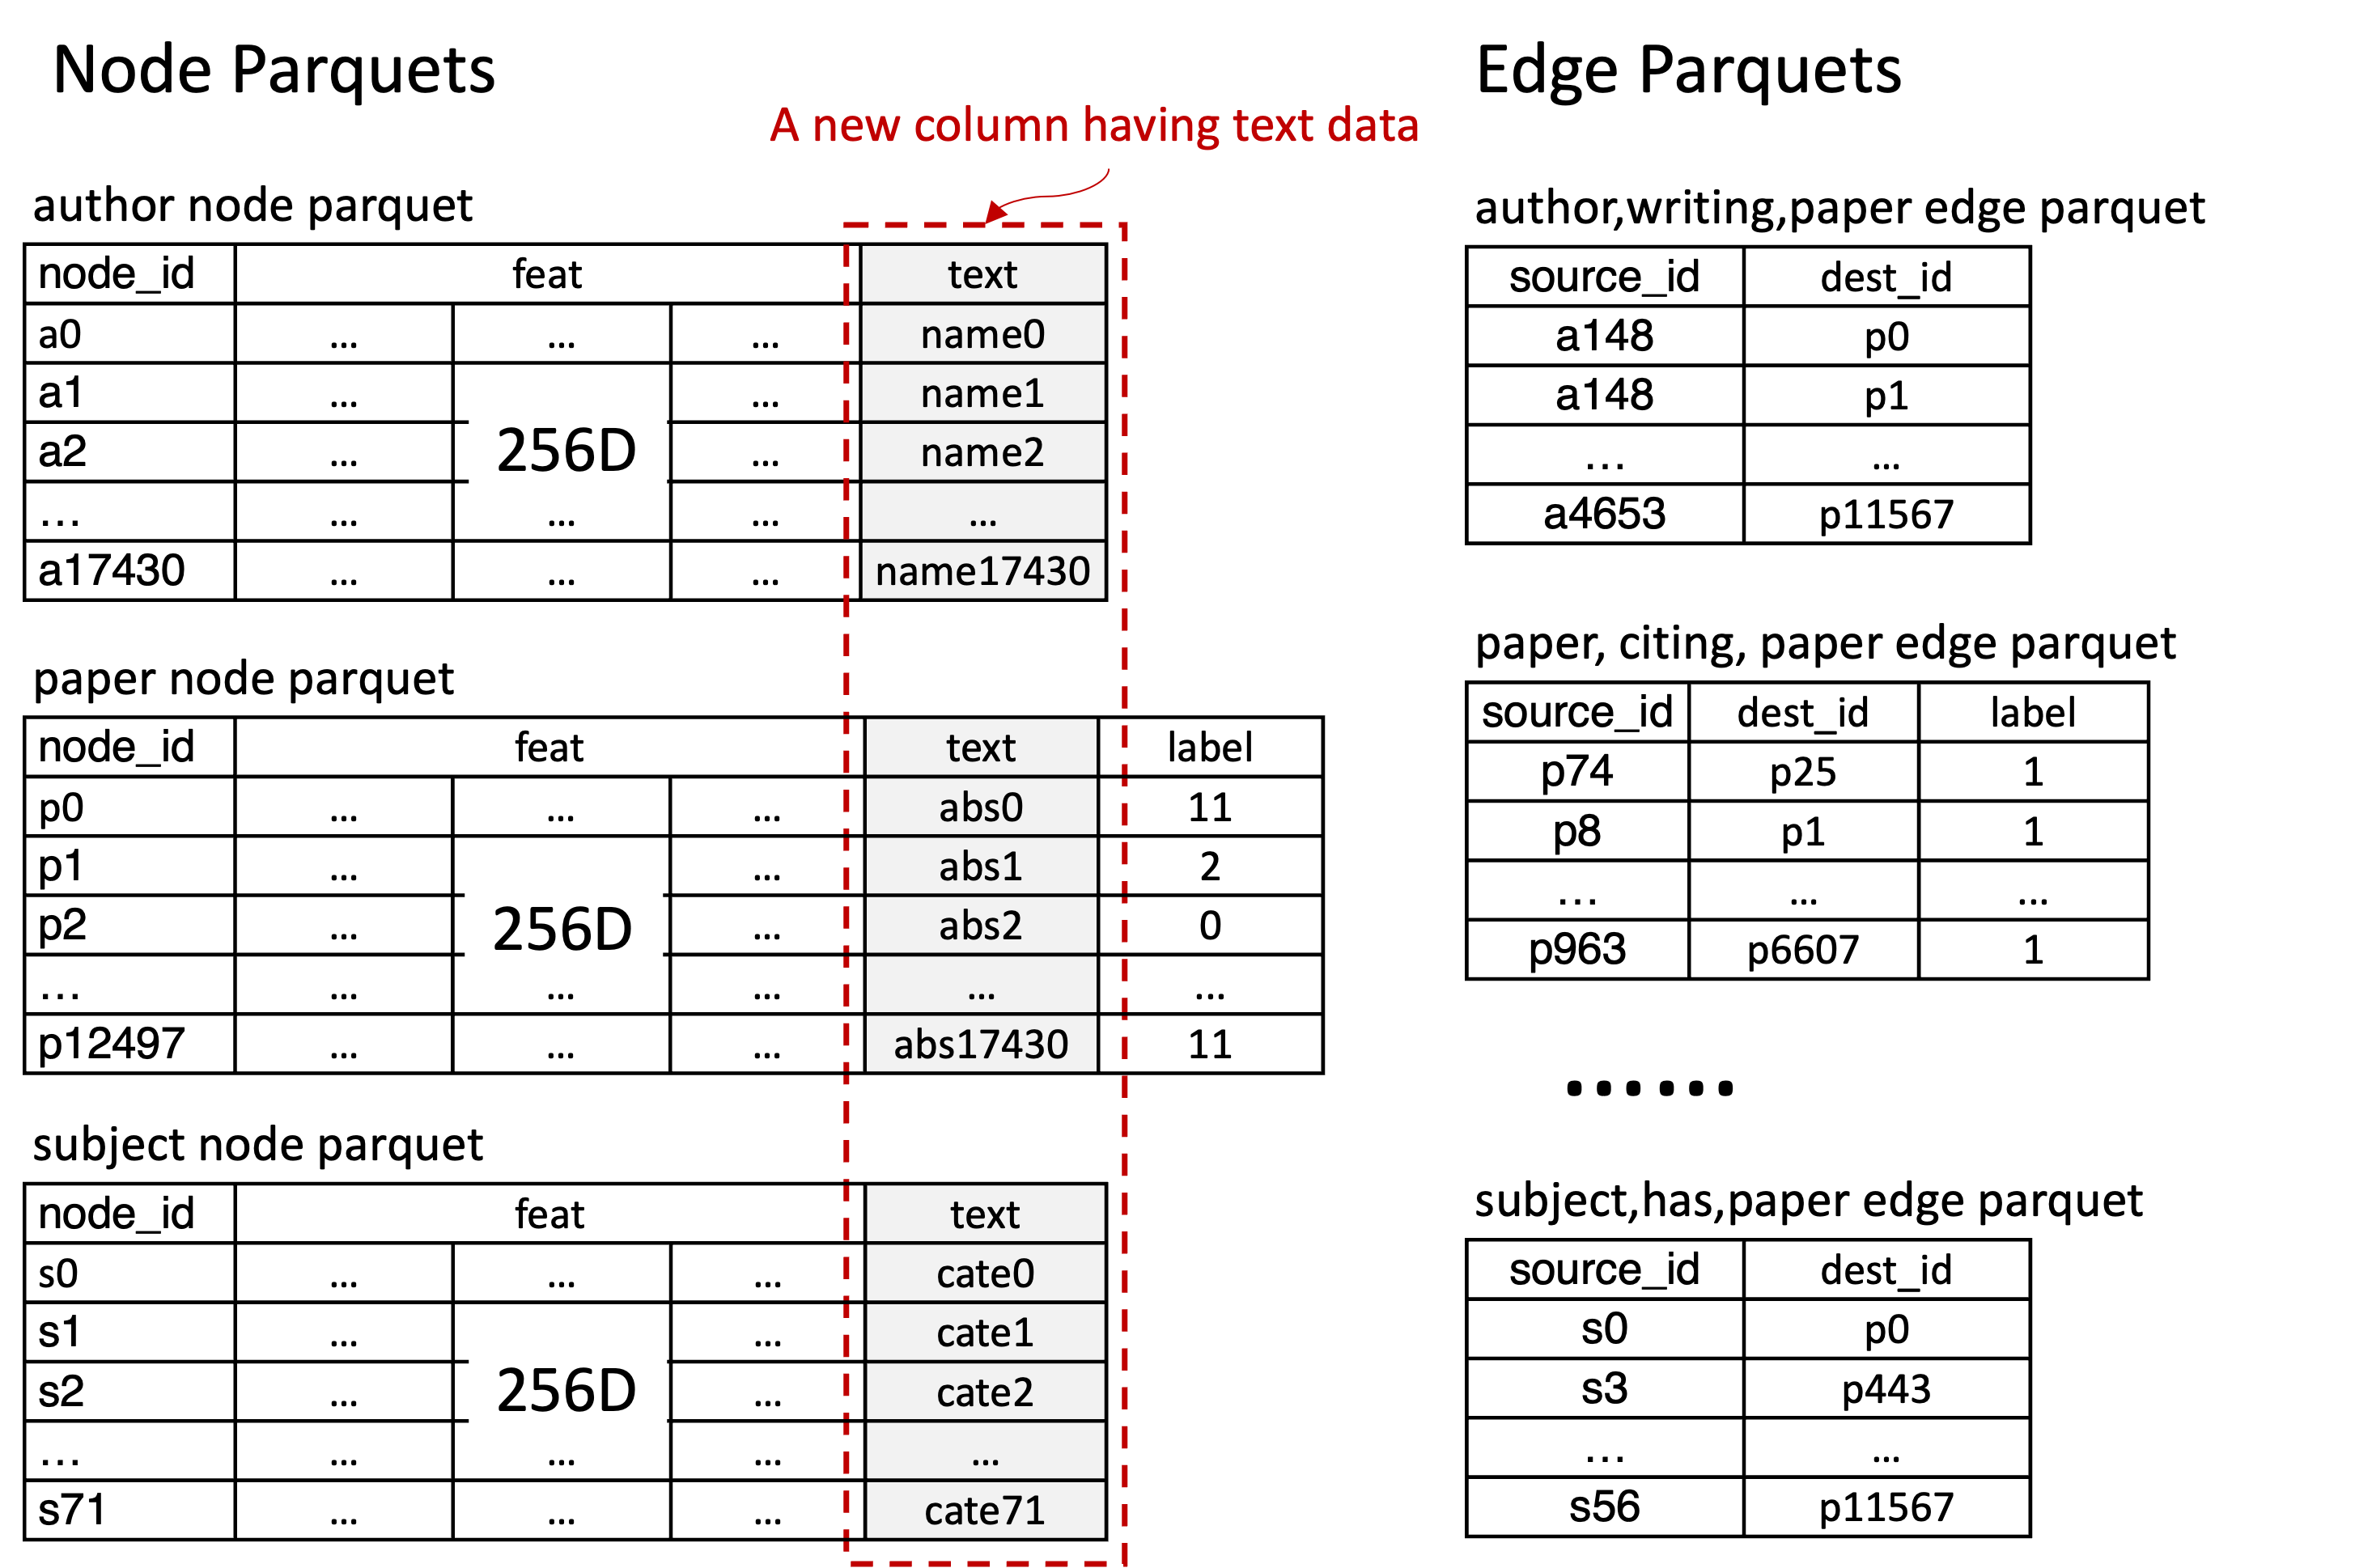 Node Parquets
A new column having text data
author node parquet
node_id feat text
a0 ... ... ... name0
a1 ... ... name1
256D
a2 ... ... name2
... ... ... ... ...
a17430 ... ... ... name17430
paper node parquet
node_id feat text label
p0 ... ... ... abs0 11
p1 ... ... abs1 2
256D
p2 ... ... abs2 0
... ... ... ... ... ...
p12497 ... ... ... abs17430 11
subject node parquet
node_id feat text
s0 ... ... ... cate0
s1 ... ... cate1
256D
s2 ... ... cate2
... ... ... ... ...
s71 ... ... ... cate71
Edge Parquets
author,writing,paper edge parquet
source_id dest_id
a148 p0
a148 p1
... ...
a4653 p11567
paper, citing, paper edge parquet
source_id dest_id label
p74 p25 1
p8 p1 1
... ... ...
p963 p6607 1
......
subject,has,paper edge parquet
source_id dest_id
s0 p0
s3 p443
... ...
s56 p11567